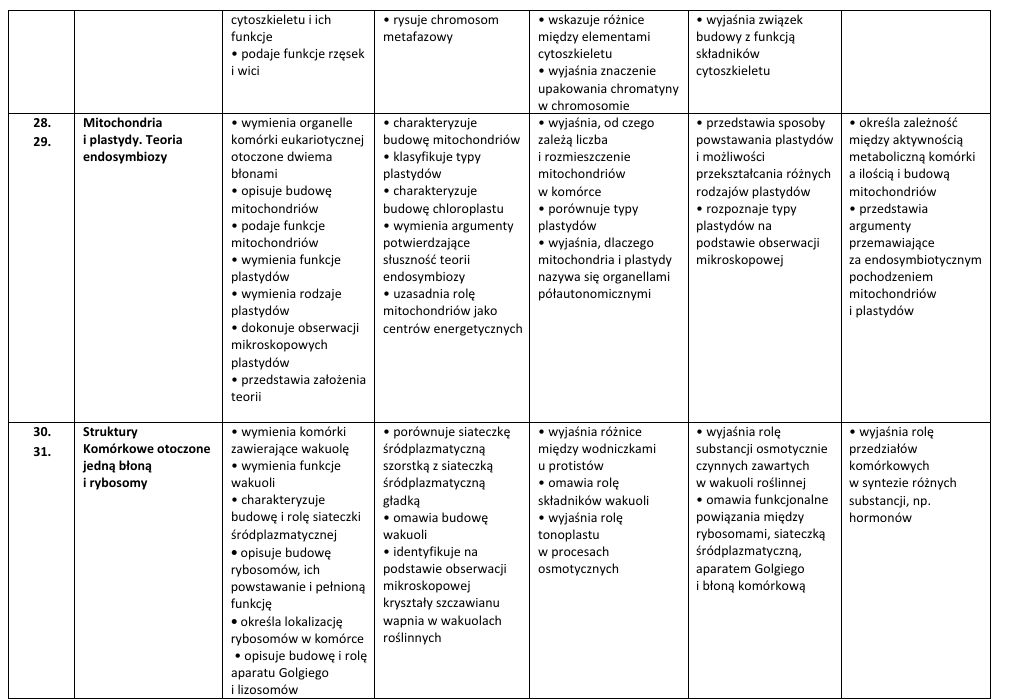 cytoszkieletu i ich
funkcje
• podaje funkcje rzęsek
i wici
• rysuje chromosom
metafazowy
• wskazuje różnice
między elementami
cytoszkieletu
• wyjaśnia znaczenie
upakowania chromatyny
w chromosomie
• wyjaśnia związek
budowy z funkcją
składników
cytoszkieletu
28.
29.
Mitochondria
i plastydy. Teoria
endosymbiozy
• wymienia organelle
komórki eukariotycznej
otoczone dwiema
błonami
• opisuje budowę
mitochondriów
• podaje funkcje
mitochondriów
• wymienia funkcje
plastydów
• wymienia rodzaje
plastydów
• dokonuje obserwacji
mikroskopowych
plastydów
• przedstawia założenia
teorii
• charakteryzuje
budowę mitochondriów
• klasyfikuje typy
plastydów
• charakteryzuje
budowę chloroplastu
• wymienia argumenty
potwierdzające
słuszność teorii
endosymbiozy
• uzasadnia rolę
mitochondriów jako
centrów energetycznych
• wyjaśnia, od czego
zależą liczba
i rozmieszczenie
mitochondriów
w komórce
• porównuje typy
plastydów
• wyjaśnia, dlaczego
mitochondria i plastydy
nazywa się organellami
półautonomicznymi
• przedstawia sposoby
powstawania plastydów
i możliwości
przekształcania różnych
rodzajów plastydów
• rozpoznaje typy
plastydów na
podstawie obserwacji
mikroskopowej
• określa zależność
między aktywnością
metaboliczną komórki
a ilością i budową
mitochondriów
• przedstawia
argumenty
przemawiające
za endosymbiotycznym
pochodzeniem
mitochondriów
i plastydów
30.
31.
Struktury
Komórkowe otoczone
jedną błoną
i rybosomy
• wymienia komórki
zawierające wakuolę
• wymienia funkcje
wakuoli
• charakteryzuje
budowę i rolę siateczki
śródplazmatycznej
• opisuje budowę
rybosomów, ich
powstawanie i pełnioną
funkcję
• określa lokalizację
rybosomów w komórce
• opisuje budowę i rolę
aparatu Golgiego
i lizosomów
• porównuje siateczkę
śródplazmatyczną
szorstką z siateczką
śródplazmatyczną
gładką
• omawia budowę
wakuoli
• identyfikuje na
podstawie obserwacji
mikroskopowej
kryształy szczawianu
wapnia w wakuolach
roślinnych
• wyjaśnia różnice
między wodniczkami
u protistów
• omawia rolę
składników wakuoli
• wyjaśnia rolę
tonoplastu
w procesach
osmotycznych
• wyjaśnia rolę
substancji osmotycznie
czynnych zawartych
w wakuoli roślinnej
• omawia funkcjonalne
powiązania między
rybosomami, siateczką
śródplazmatyczną,
aparatem Golgiego
i błoną komórkową
• wyjaśnia rolę
przedziałów
komórkowych
w syntezie różnych
substancji, np.
hormonów